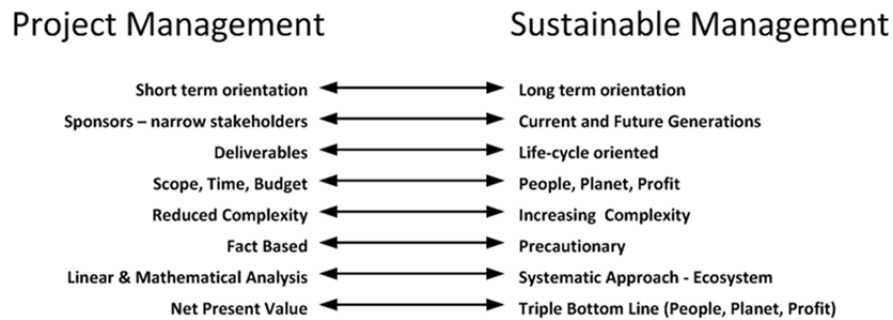 Project Management Sustainable Management
Short term orientation Long term orientation
Sponsors – narrow stakeholders Current and Future Generations
Deliverables Life-cycle oriented
Scope, Time, Budget People, Planet, Profit
Reduced Complexity Increasing Complexity
Fact Based Precautionary
Linear & Mathematical Analysis Systematic Approach - Ecosystem
Net Present Value Triple Bottom Line (People, Planet, Profit)